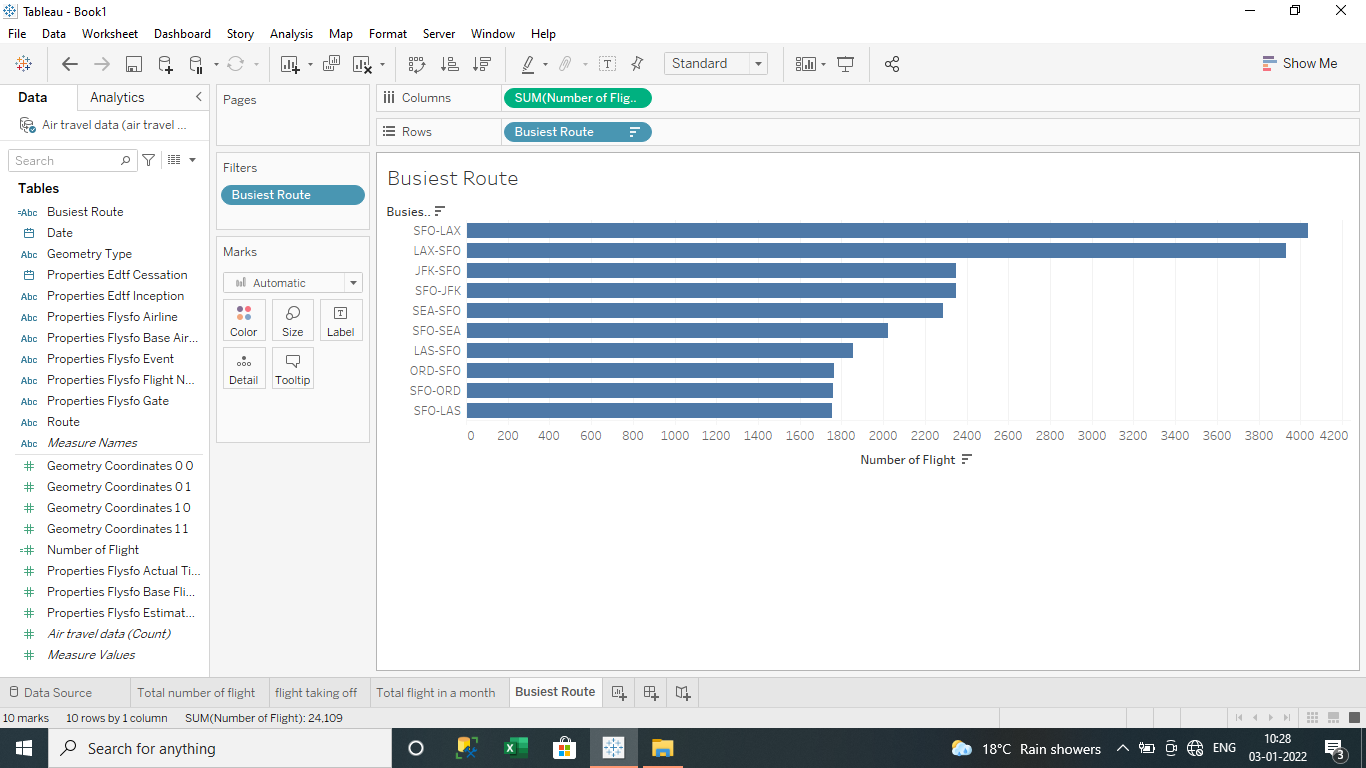 Tableau - Book1
File Data Worksheet Dashboard Story Analysis Map Format Server Window Help
Standard
Show Me
Data Analytics
Air travel data (air travel ...
Search
Tables
Abc Busiest Route
Date
Abc Geometry Type
Properties Edtf Cessation
Abc Properties Edtf Inception
Abc Properties Flysfo Airline
Abc Properties Flysfo Base Air...
Abc Properties Flysfo Event
Abc Properties Flysfo Flight N...
Abc Properties Flysfo Gate
Abc Route
Abc Measure Names
Geometry Coordinates 0 0
Geometry Coordinates 0 1
Geometry Coordinates 1 0
Geometry Coordinates 1 1
Number of Flight
Properties Flysfo Actual Ti...
Properties Flysfo Base Fli...
Properties Flysfo Estimat...
Air travel data (Count)
Measure Values
Pages
Filters
Busiest Route
Marks
Automatic
Color Size Label
Detail Tooltip
Columns SUM(Number of Flig..
Rows Busiest Route
Busiest Route
Busies..
SFO-LAX
LAX-SFO
JFK-SFO
SFO-JFK
SEA-SFO
SFO-SEA
LAS-SFO
ORD-SFO
SFO-ORD
SFO-LAS
0 200 400 600 800 1000 1200 1400 1600 1800 2000 2200 2400 2600 2800 3000 3200 3400 3600 3800 4000 4200
Number of Flight
Data Source Total number of flight flight taking off Total flight in a month Busiest Route
10 marks 10 rows by 1 column SUM(Number of Flight): 24,109
Search for anything
18°C Rain showers
ENG
10:28
03-01-2022
3